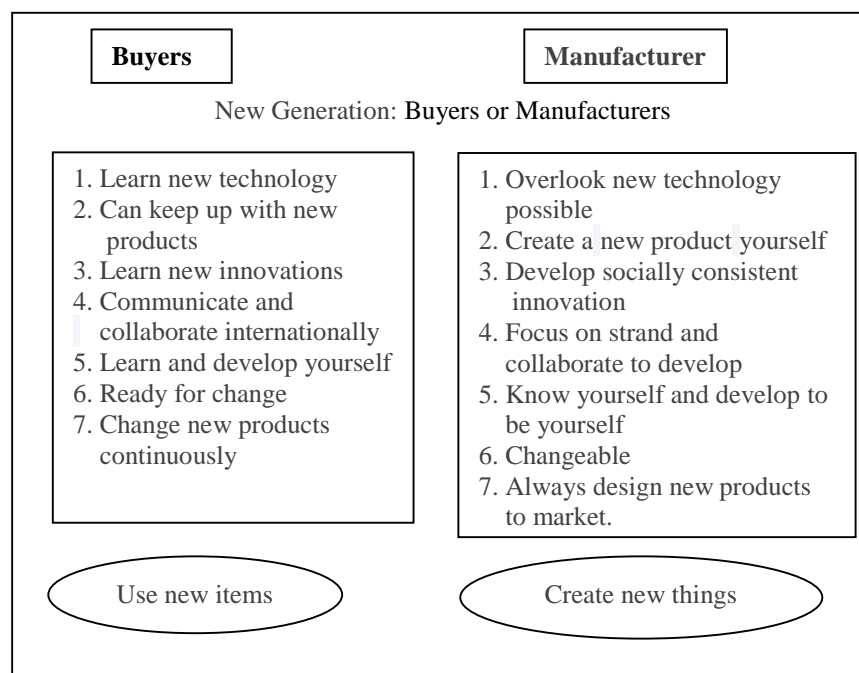 Buyers
Manufacturer
New Generation: Buyers or Manufacturers
1. Learn new technology
2. Can keep up with new
products
3. Learn new innovations
4. Communicate and
collaborate internationally
5. Learn and develop yourself
6. Ready for change
7. Change new products
continuously
1. Overlook new technology
possible
2. Create a new product yourself
3. Develop socially consistent
innovation
4. Focus on strand and
collaborate to develop
5. Know yourself and develop to
be yourself
6. Changeable
7. Always design new products
to market.
Use new items
Create new things